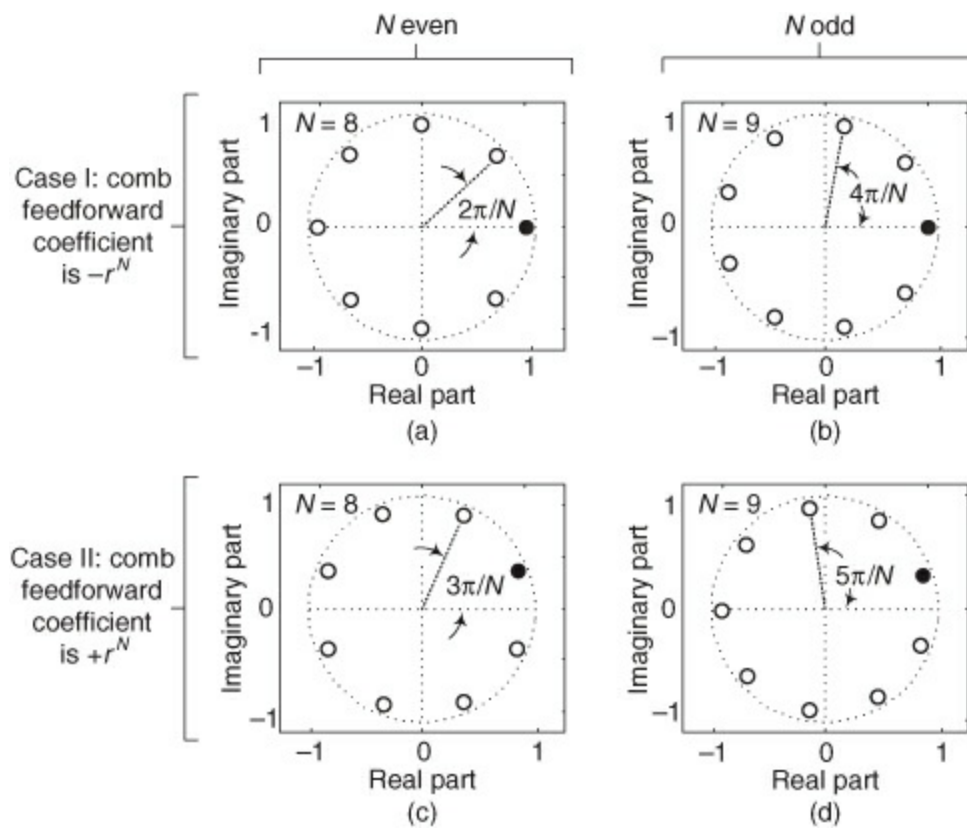 N even
N odd
Case I: comb
feedforward
coefficient
is –r^N
N = 8
1
0
-1
Imaginary part
2π/N
–1
0
1
Real part
(a)
N = 9
1
0
–1
Imaginary part
4π/N
–1
0
1
Real part
(b)
Case II: comb
feedforward
coefficient
is +r^N
N = 8
1
0
–1
Imaginary part
3π/N
–1
0
1
Real part
(c)
N = 9
1
0
–1
Imaginary part
5π/N
–1
0
1
Real part
(d)